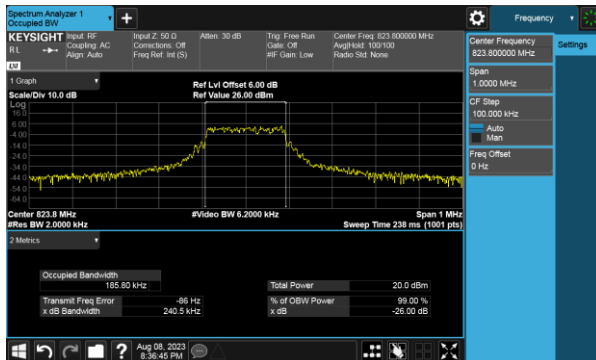 Spectrum Analyzer 1
Occupied BW
Frequency
KEYSIGHT
Input: RF
Coupling: AC
Align: Auto
Input Z: 50 Ω
Corrections: Off
Freq Ref: Int (S)
Atten: 30 dB
Trig: Free Run
Gate: Off
#IF Gain: Low
Center Freq: 823.800000 MHz
Avg|Hold: 100/100
Radio Std: None
RL
LXI
Center Frequency
823.800000 MHz
Settings
Span
1.0000 MHz
CF Step
100.000 kHz
Auto
Man
Freq Offset
0 Hz
1 Graph
Ref Lvl Offset 6.00 dB
Scale/Div 10.0 dB
Ref Value 26.00 dBm
Log
16.0
6.00
-4.00
-14.0
-24.0
-34.0
-44.0
-54.0
-64.0
Center 823.8 MHz
#Video BW 6.2000 kHz
Span 1 MHz
#Res BW 2.0000 kHz
Sweep Time 238 ms (1001 pts)
2 Metrics
Occupied Bandwidth
185.80 kHz
Total Power
20.0 dBm
Transmit Freq Error
-86 Hz
% of OBW Power
99.00 %
x dB Bandwidth
240.5 kHz
x dB
-26.00 dB
Aug 08, 2023
8:36:45 PM